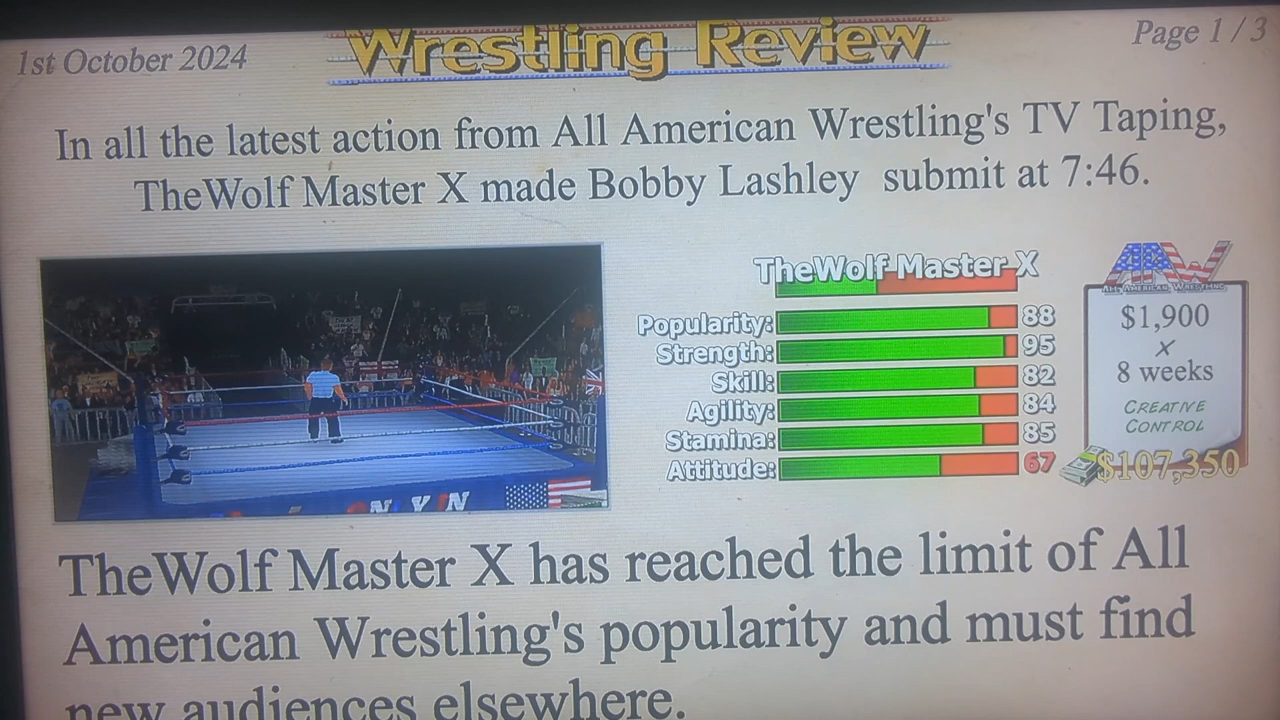 1st October 2024
Wrestling Review
Page 1 / 3
In all the latest action from All American Wrestling's TV Taping,
TheWolf Master X made Bobby Lashley submit at 7:46.
TheWolf Master X
Popularity: 88
Strength: 95
Skill: 82
Agility: 84
Stamina: 85
Attitude: 67
AAW
ALL AMERICAN WRESTLING
$1,900
x
8 weeks
CREATIVE
CONTROL
$107,350
TheWolf Master X has reached the limit of All
American Wrestling's popularity and must find
new audiences elsewhere.